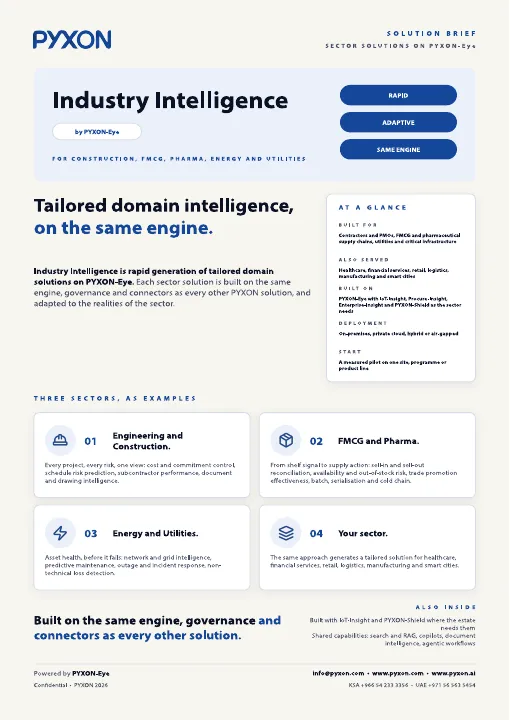 PYXON
SOLUTION BRIEF
SECTOR SOLUTIONS ON PYXON-Eye
Industry Intelligence
by PYXON-Eye
FOR CONSTRUCTION, FMCG, PHARMA, ENERGY AND UTILITIES
RAPID
ADAPTIVE
SAME ENGINE
Tailored domain intelligence,
on the same engine.
Industry Intelligence is rapid generation of tailored domain
solutions on PYXON-Eye. Each sector solution is built on the same
engine, governance and connectors as every other PYXON solution, and
adapted to the realities of the sector.
AT A GLANCE
BUILT FOR
Contractors and PMOs, FMCG and pharmaceutical
supply chains, utilities and critical infrastructure
ALSO SERVED
Healthcare, financial services, retail, logistics,
manufacturing and smart cities
BUILT ON
PYXON-Eye with IoT-Insight, Procure-Insight,
Enterprise-Insight and PYXON-Shield as the sector
needs
DEPLOYMENT
On-premises, private cloud, hybrid or air-gapped
START
A measured pilot on one site, programme or
product line
THREE SECTORS, AS EXAMPLES
01
Engineering and
Construction.
Every project, every risk, one view: cost and commitment control,
schedule risk prediction, subcontractor performance, document
and drawing intelligence.
02
FMCG and Pharma.
From shelf signal to supply action: sell-in and sell-out
reconciliation, availability and out-of-stock risk, trade promotion
effectiveness, batch, serialisation and cold chain.
03
Energy and Utilities.
Asset health, before it fails: network and grid intelligence,
predictive maintenance, outage and incident response, non-
technical loss detection.
04
Your sector.
The same approach generates a tailored solution for healthcare,
financial services, retail, logistics, manufacturing and smart cities.
Built on the same engine, governance and
connectors as every other solution.
ALSO INSIDE
Built with IoT-Insight and PYXON-Shield where the estate
needs them
Shared capabilities: search and RAG, copilots, document
intelligence, agentic workflows
Powered by PYXON-Eye
Confidential • PYXON 2026
info@pyxon.com • www.pyxon.com • www.pyxon.ai
KSA +966 54 233 3356 – UAE +971 56 563 5454